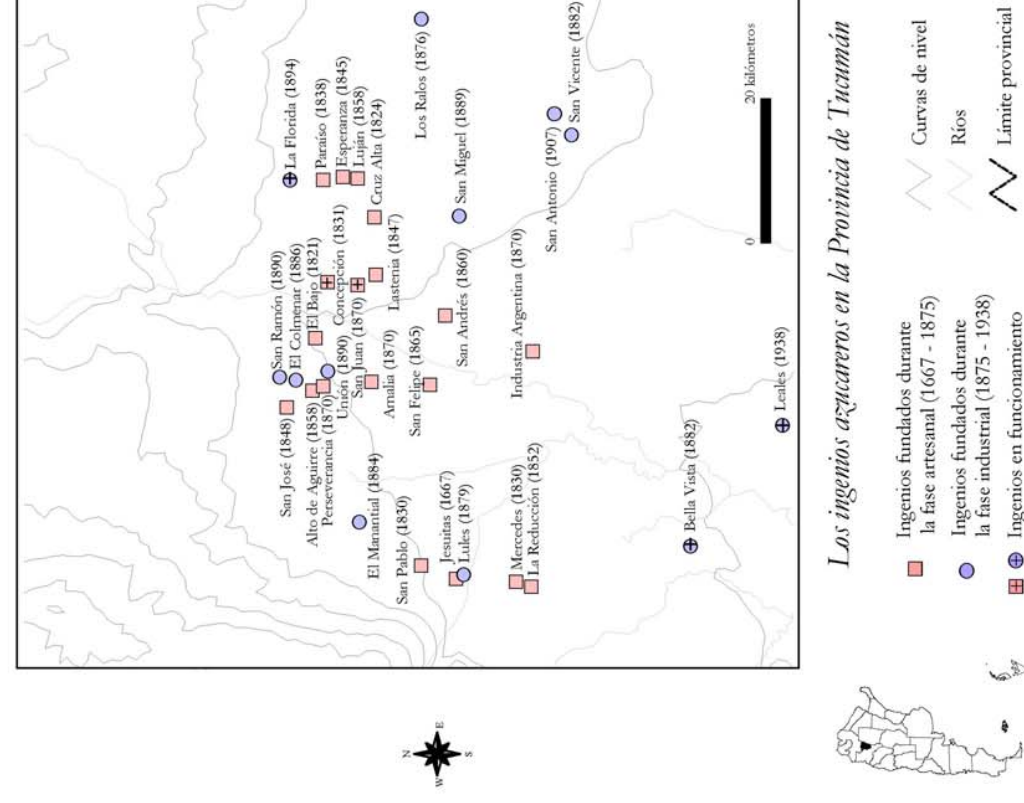 La Florida (1894)
Paraíso (1838)
Esperanza (1845)
Luján (1858)
Cruz Alta (1824)
Los Ralos (1876)
San Miguel (1889)
San Vicente (1882)
San Antonio (1907)
San Ramón (1890)
El Colmenar (1886)
El Bajo (1821)
Concepción (1831)
Lastenia (1847)
Unión (1890)
San Juan (1870)
Amalia (1870)
San Felipe (1865)
San Andrés (1860)
Industria Argentina (1870)
San José (1848)
Alto de Aguirre (1858)
Perseverancia (1870)
El Manantial (1884)
San Pablo (1830)
Jesuitas (1667)
Lules (1879)
Mercedes (1830)
La Reducción (1852)
Bella Vista (1882)
Leales (1938)
0 20 kilómetros
N
W E
S
Los ingenios azucareros en la Provincia de Tucumán
Ingenios fundados durante
la fase artesanal (1667 - 1875)
Ingenios fundados durante
la fase industrial (1875 - 1938)
Ingenios en funcionamiento
Curvas de nivel
Ríos
Límite provincial